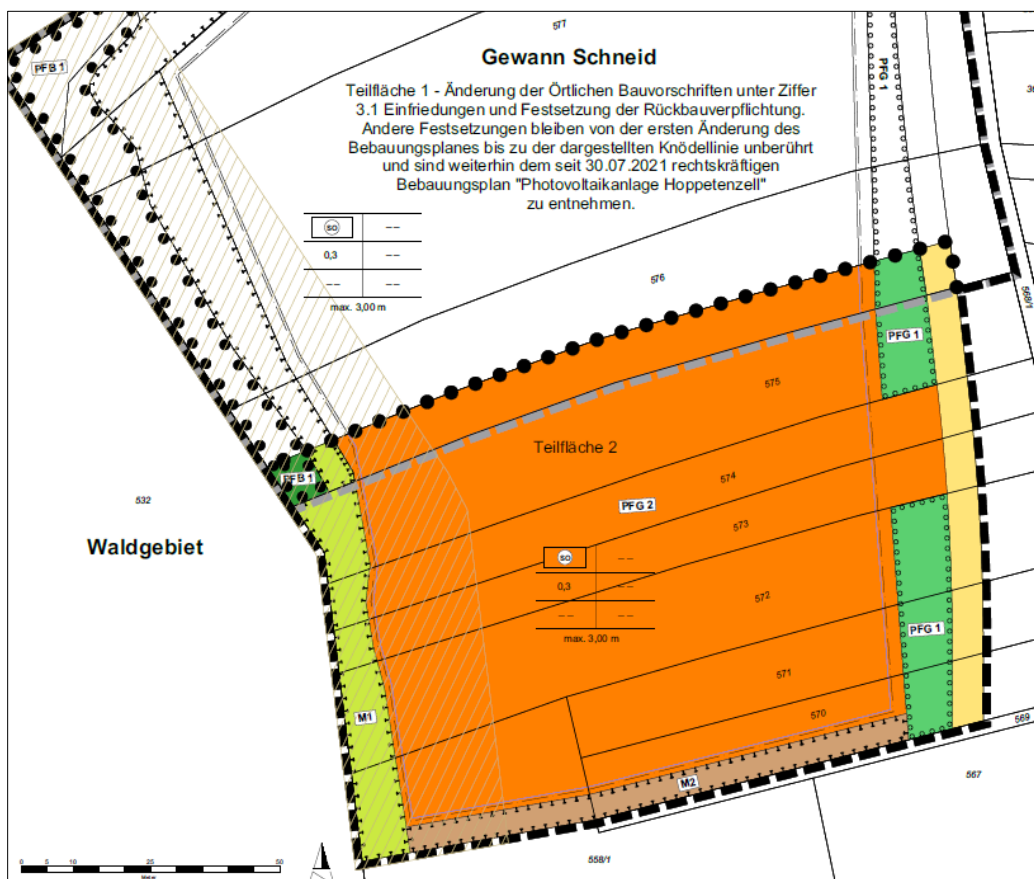 577
Gewann Schneid
PFB 1
PFG 1
Teilfläche 1 - Änderung der Örtlichen Bauvorschriften unter Ziffer
3.1 Einfriedungen und Festsetzung der Rückbauverpflichtung.
Andere Festsetzungen bleiben von der ersten Änderung des
Bebauungsplanes bis zu der dargestellten Knödellinie unberührt
und sind weiterhin dem seit 30.07.2021 rechtskräftigen
Bebauungsplan "Photovoltaikanlage Hoppetenzell"
zu entnehmen.
SO --
0,3 --
-- --
max. 3,00 m
576
568/1
PFG 1
575
Teilfläche 2
PFB 1
574
532
PFG 2
573
Waldgebiet
SO --
0,3 --
-- --
max. 3,00 m
572
PFG 1
571
M1
570
569
567
M2
558/1
0 5 10 25 50
Meter